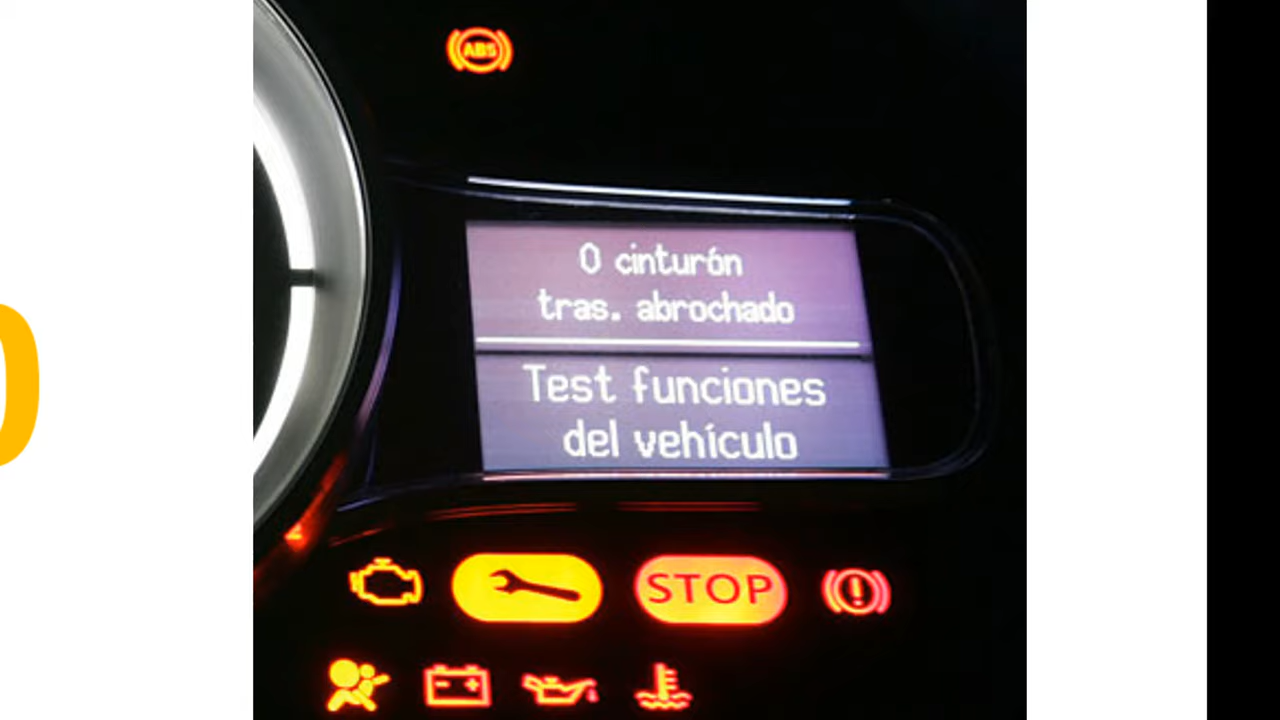 ABS
0 cinturón
tras. abrochado
Test funciones
del vehículo
STOP